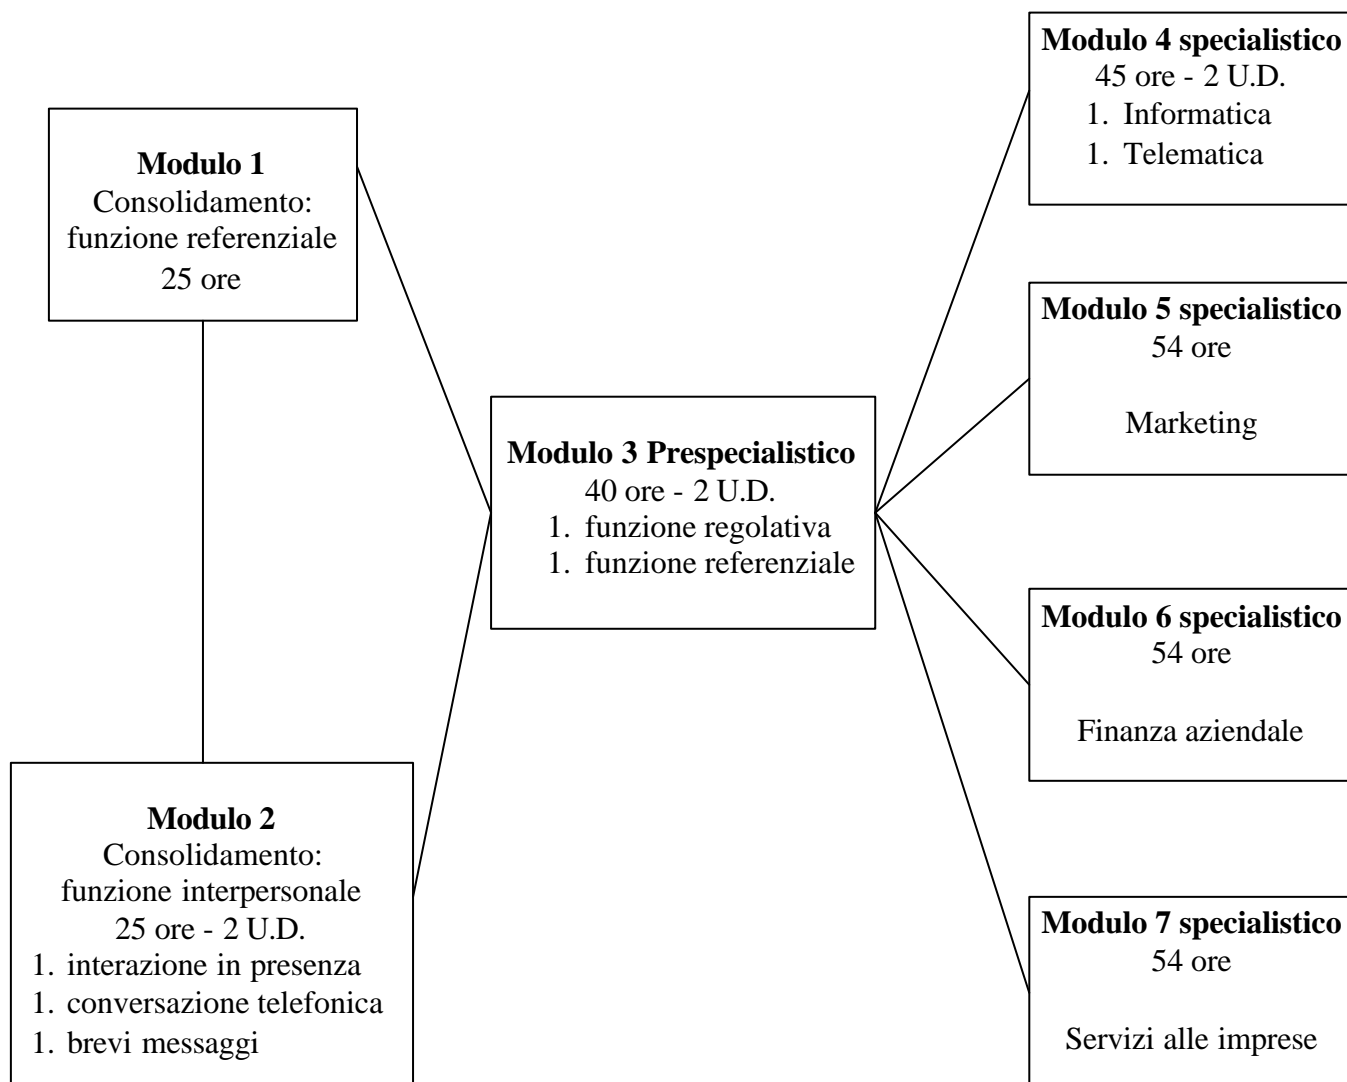 Modulo 1
Consolidamento:
funzione referenziale
25 ore
Modulo 2
Consolidamento:
funzione interpersonale
25 ore - 2 U.D.
1. interazione in presenza
1. conversazione telefonica
1. brevi messaggi
Modulo 3 Prespecialistico
40 ore - 2 U.D.
1. funzione regolativa
1. funzione referenziale
Modulo 4 specialistico
45 ore - 2 U.D.
1. Informatica
1. Telematica
Modulo 5 specialistico
54 ore
Marketing
Modulo 6 specialistico
54 ore
Finanza aziendale
Modulo 7 specialistico
54 ore
Servizi alle imprese